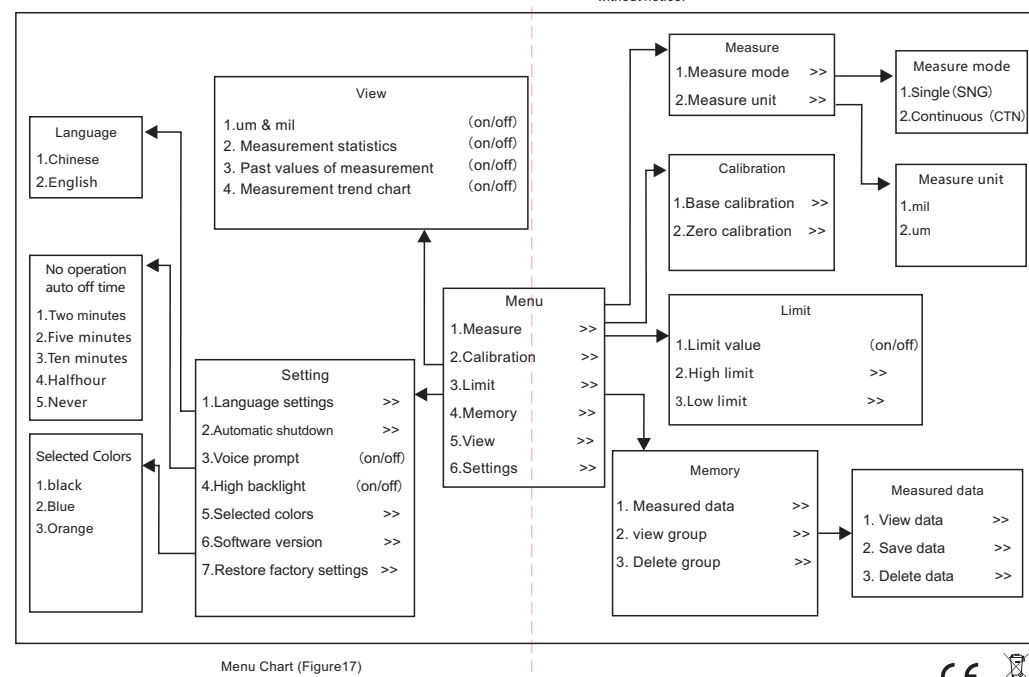 without notice.
Measure
1.Measure mode >>
2.Measure unit >>
Measure mode
1.Single(SNG)
2.Continuous (CTN)
View
1.um & mil (on/off)
2. Measurement statistics (on/off)
3. Past values of measurement (on/off)
4. Measurement trend chart (on/off)
Language
1.Chinese
2.English
Calibration
1.Base calibration >>
2.Zero calibration >>
Measure unit
1.mil
2.um
No operation
auto off time
1.Two minutes
2.Five minutes
3.Ten minutes
4.Halfhour
5.Never
Menu
1.Measure >>
2.Calibration >>
3.Limit >>
4.Memory >>
5.View >>
6.Settings >>
Limit
1.Limit value (on/off)
2.High limit >>
3.Low limit >>
Setting
1.Language settings >>
2.Automatic shutdown >>
3.Voice prompt (on/off)
4.High backlight (on/off)
5.Selected colors >>
6.Software version >>
7.Restore factory settings >>
Selected Colors
1.black
2.Blue
3.Orange
Memory
1. Measured data >>
2. view group >>
3. Delete group >>
Measured data
1. View data >>
2. Save data >>
3. Delete data >>
Menu Chart (Figure17)
CE